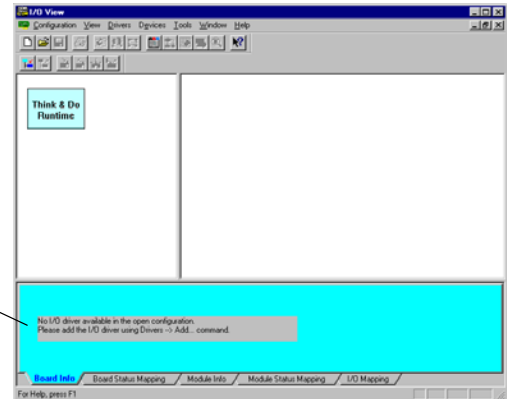 I/O View
Configuration View Drivers Devices Tools Window Help
Think & Do
Runtime
No I/O driver available in the open configuration.
Please add the I/O driver using Drivers -> Add... command.
Board Info Board Status Mapping Module Info Module Status Mapping I/O Mapping
For Help, press F1